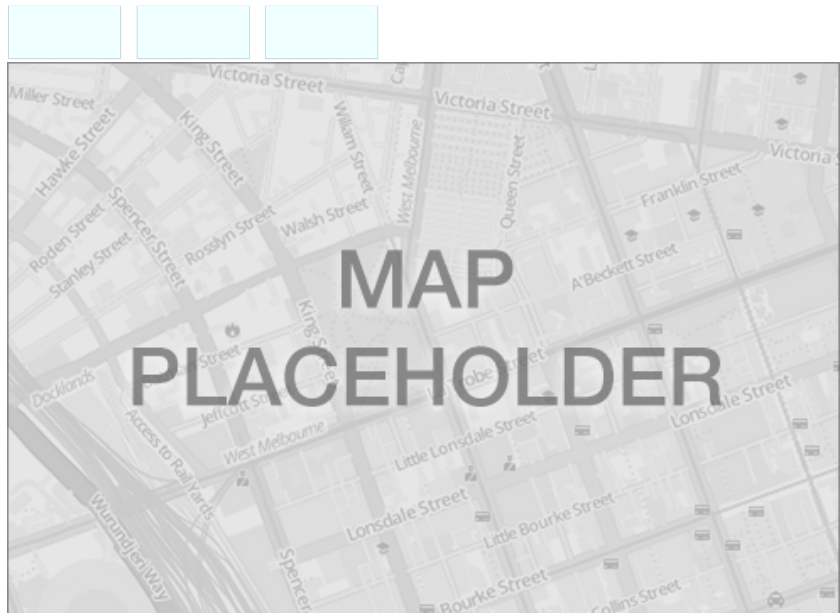 Victoria Street
Miller Street
Victoria Street
King Street
William Street
Hawke Street
West Melbourne
Queen Street
Victoria S
Franklin Street
Spencer Street
Walsh Street
Rosslyn Street
Roden Street
Stanley Street
A'Beckett Street
MAP
King Street
PLACEHOLDER
Street
Docklands
Jeffcott Street
Lonsdale Street
Access to Rail Yards
West Melbourne
Little Lonsdale Street
Wurundjeri Way
Lonsdale Street
Little Bourke Street
Spencer
Bourke Street
ollins Street